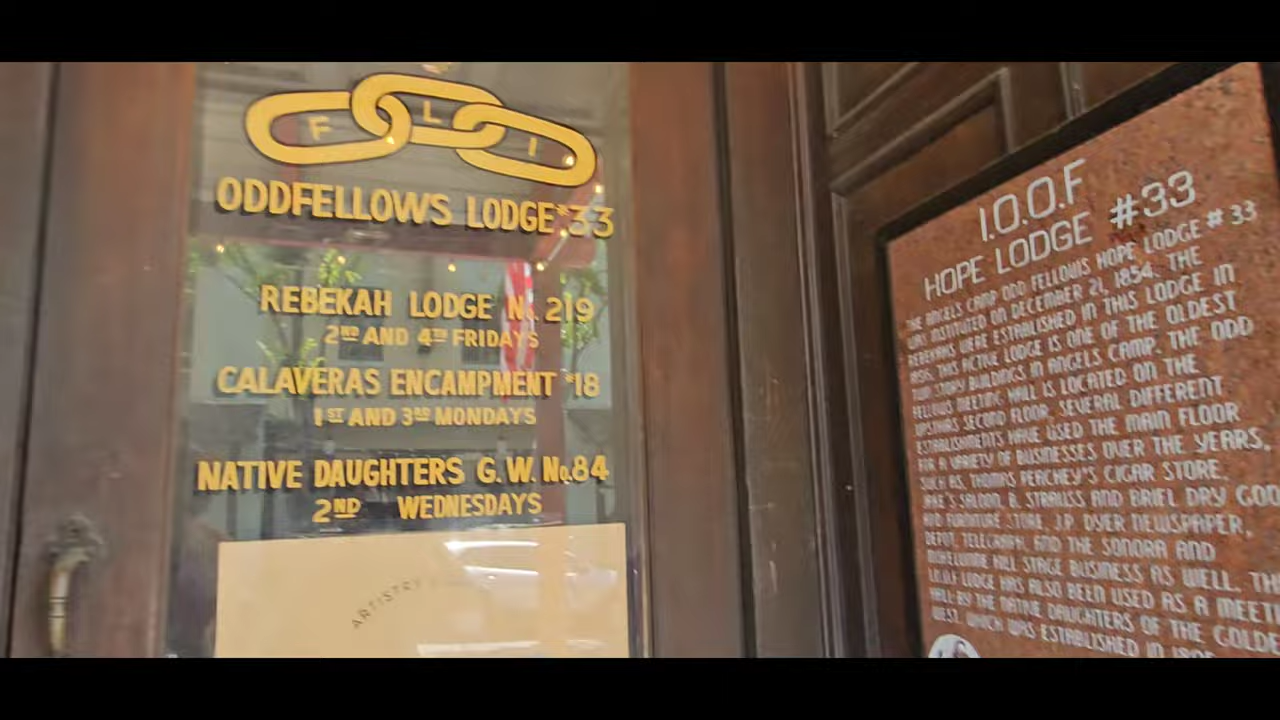 F L I
ODDFELLOWS LODGE #33
REBEKAH LODGE No. 219
2ND AND 4TH FRIDAYS
CALAVERAS ENCAMPMENT #18
1ST AND 3RD MONDAYS
NATIVE DAUGHTERS G.W. No.84
2ND WEDNESDAYS
ARTISTRY
I.O.O.F
HOPE LODGE #33
THE ANGELS CAMP ODD FELLOWS HOPE LODGE #33
WAS INSTITUTED ON DECEMBER 21, 1854. THE
REBEKAHS WERE ESTABLISHED IN THIS LODGE IN
THIS ACTIVE LODGE IS ONE OF THE OLDEST
TWO STORY BUILDINGS IN ANGELS CAMP. THE ODD
FELLOWS MEETING HALL IS LOCATED ON THE
UPSTAIRS SECOND FLOOR. SEVERAL DIFFERENT
ESTABLISHMENTS HAVE USED THE MAIN FLOOR
FOR A VARIETY OF BUSINESSES OVER THE YEARS,
SUCH AS, THOMAS PEACHEY'S CIGAR STORE,
JAKE'S SALOON, B. STRAUSS AND BRIEL DRY GOO
AND FURNITURE STORE, J.P. DYER NEWSPAPER,
DEPOT, TELEGRAPH, AND THE SONORA AND
MOKELUMNE HILL STAGE BUSINESS AS WELL. TH
I.O.O.F LODGE HAS ALSO BEEN USED AS A MEETI
HALL BY THE NATIVE DAUGHTERS OF THE GOLDE
WEST, WHICH WAS ESTABLISHED IN